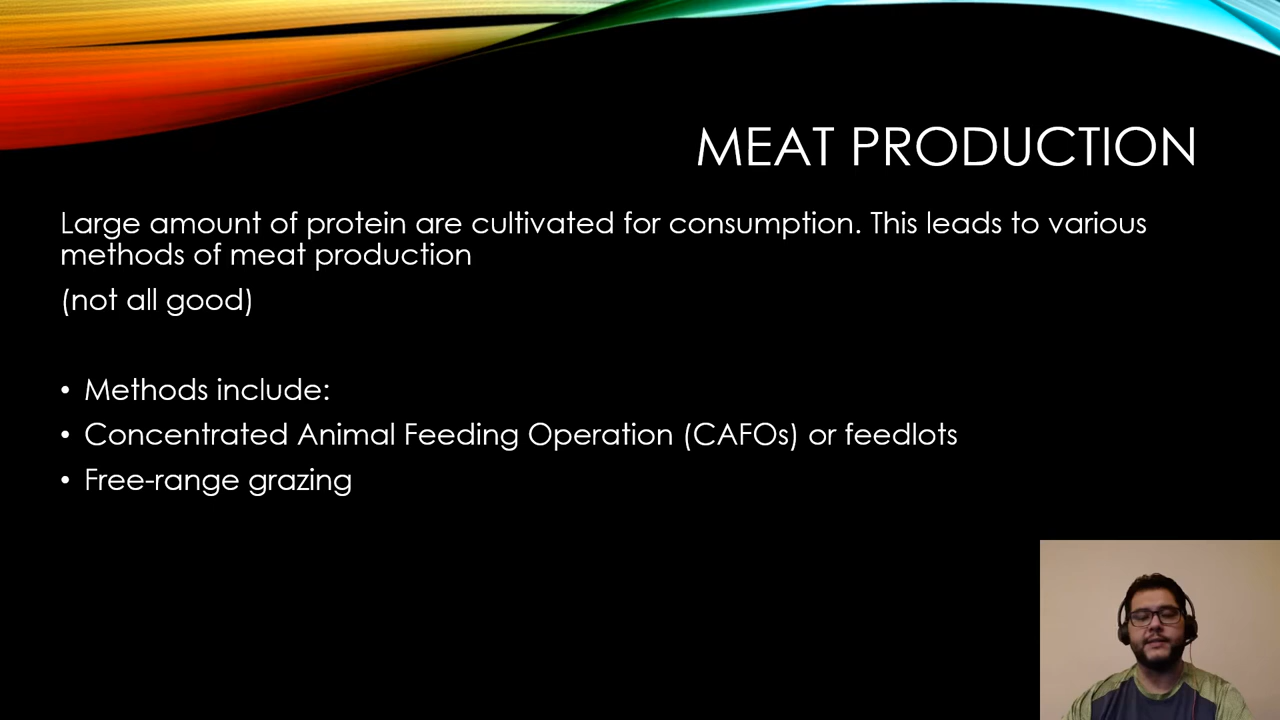 MEAT PRODUCTION
Large amount of protein are cultivated for consumption. This leads to various
methods of meat production
(not all good)
• Methods include:
• Concentrated Animal Feeding Operation (CAFOs) or feedlots
• Free-range grazing